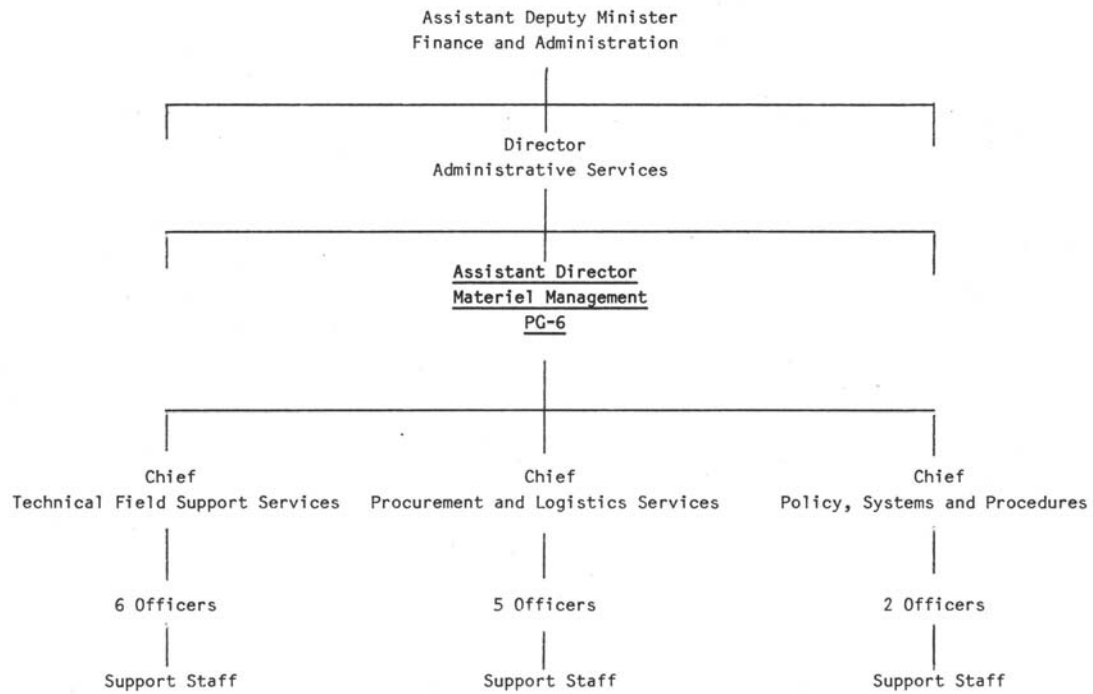 Assistant Deputy Minister
Finance and Administration
Director
Administrative Services
Assistant Director
Materiel Management
PG-6
Chief
Technical Field Support Services
Chief
Procurement and Logistics Services
Chief
Policy, Systems and Procedures
6 Officers
5 Officers
2 Officers
Support Staff
Support Staff
Support Staff